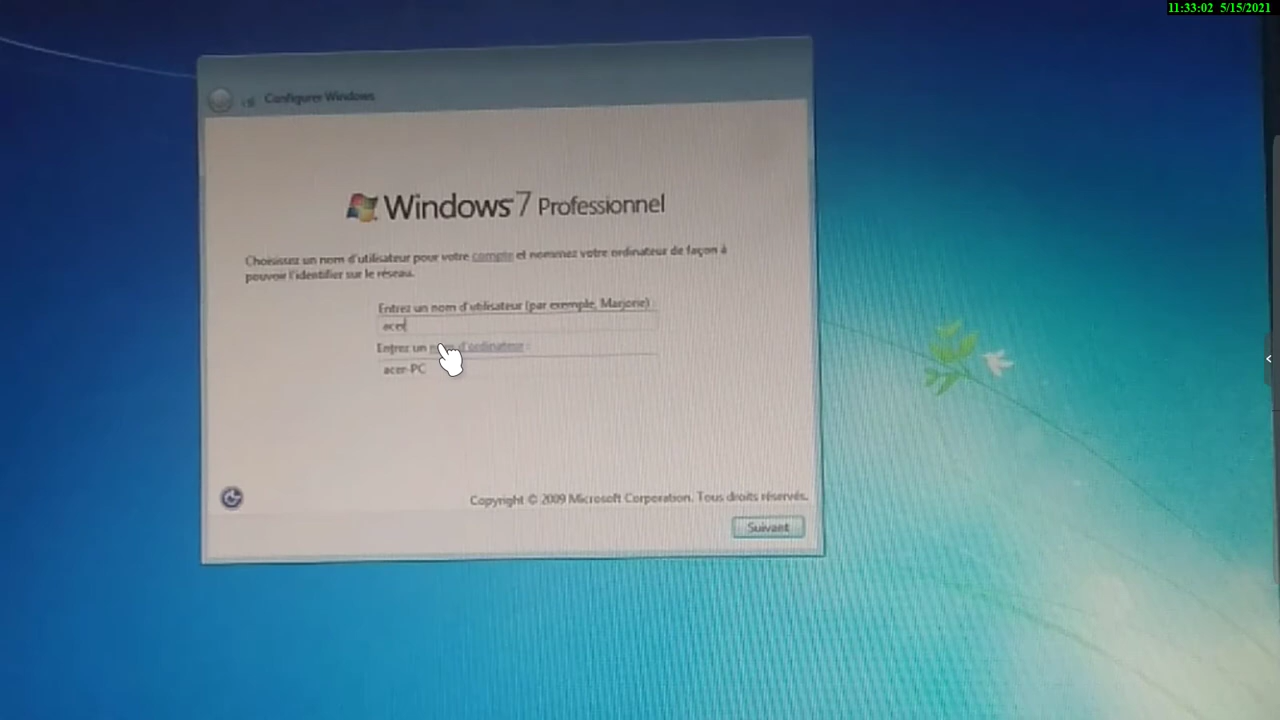 11:33:02 5/15/2021
Configurer Windows
Windows 7 Professionnel
Choisissez un nom d'utilisateur pour votre compte et nommez votre ordinateur de façon à
pouvoir l'identifier sur le réseau.
Entrez un nom d'utilisateur (par exemple, Marjorie) :
acer
Entrez un nom d'ordinateur :
acer-PC
Copyright © 2009 Microsoft Corporation. Tous droits réservés.
Suivant